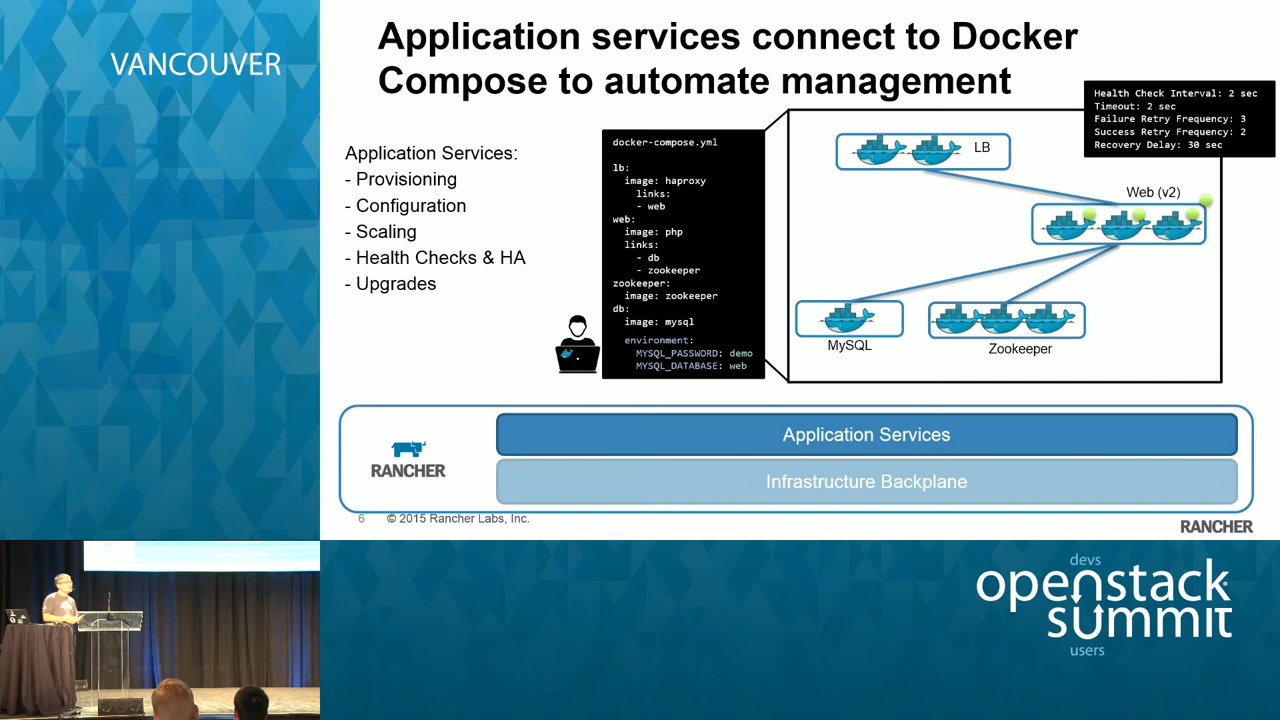 VANCOUVER
Application services connect to Docker
Compose to automate management
Application Services:
- Provisioning
- Configuration
- Scaling
- Health Checks & HA
- Upgrades
docker-compose.yml
lb:
image: haproxy
links:
- web
web:
image: php
links:
- db
- zookeeper
zookeeper:
image: zookeeper
db:
image: mysql
environment:
MYSQL_PASSWORD: demo
MYSQL_DATABASE: web
Health Check Interval: 2 sec
Timeout: 2 sec
Failure Retry Frequency: 3
Success Retry Frequency: 2
Recovery Delay: 30 sec
LB
Web (v2)
MySQL
Zookeeper
RANCHER
Application Services
Infrastructure Backplane
6 © 2015 Rancher Labs, Inc.
RANCHER
devs
openstack
summit
users